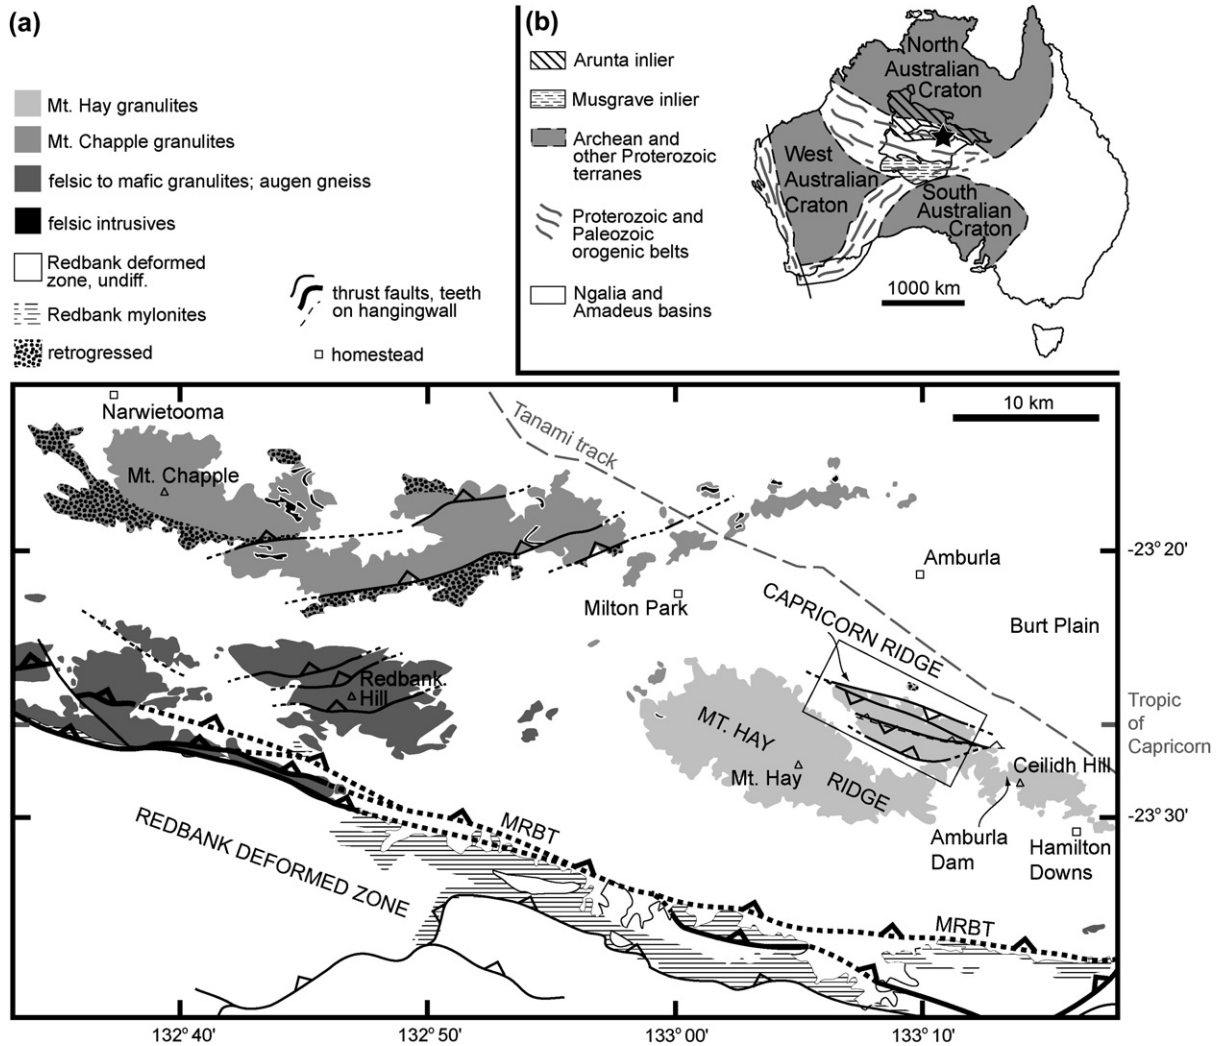 (a)
Mt. Hay granulites
Mt. Chapple granulites
felsic to mafic granulites; augen gneiss
felsic intrusives
Redbank deformed
zone, undiff.
Redbank mylonites
retrogressed
thrust faults, teeth
on hangingwall
homestead
(b)
Arunta inlier
Musgrave inlier
Archean and
other Proterozoic
terranes
Proterozoic and
Paleozoic
orogenic belts
Ngalia and
Amadeus basins
North
Australian
Craton
West
Australian
Craton
South
Australian
Craton
1000 km
Narwietooma
Mt. Chapple
Tanami track
10 km
-23°20'
Amburla
Milton Park
Burt Plain
CAPRICORN RIDGE
Redbank
Hill
MT. HAY
Mt. Hay
RIDGE
Tropic
of
Capricorn
Ceilidh Hill
-23°30'
Amburla
Dam
Hamilton
Downs
MRBT
REDBANK DEFORMED ZONE
MRBT
132°40'
132°50'
133°00'
133°10'